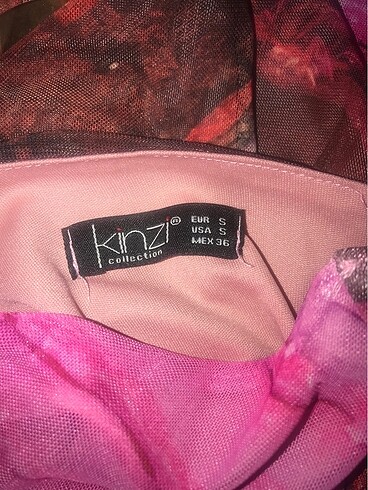 kinzi®
collection
EUR S
USA S
MEX 36